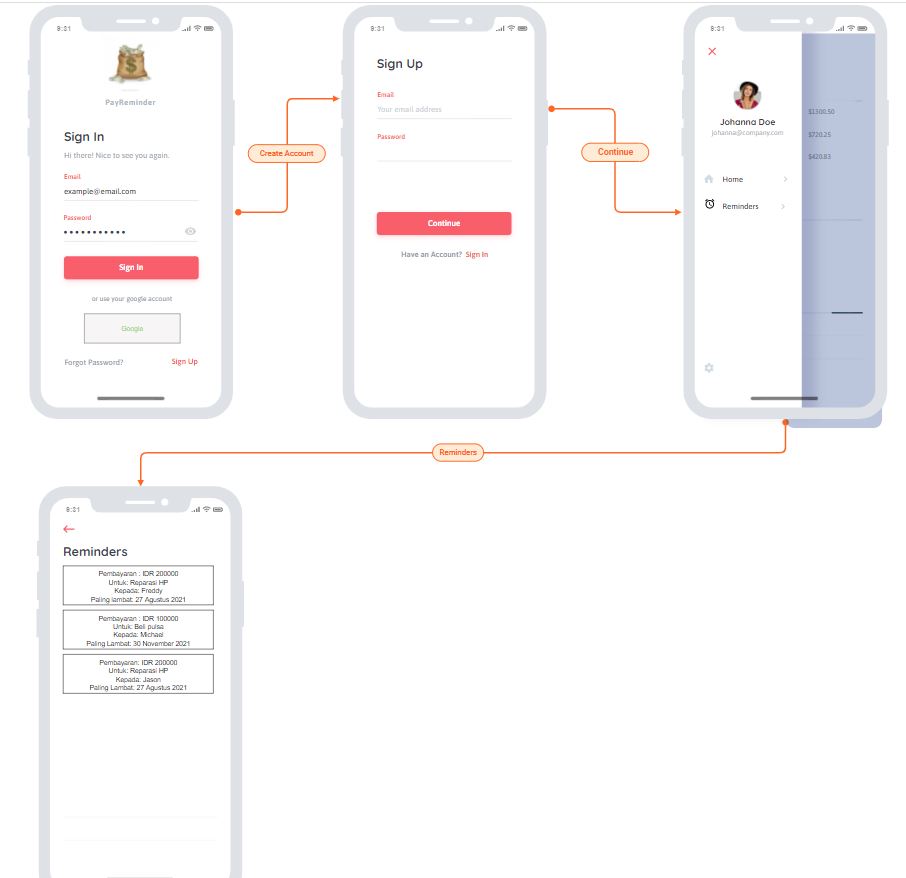 9:31
PayReminder
Sign In
Hi there! Nice to see you again.
Email
example@email.com
Password
Sign In
or use your google account
Google
Forgot Password?
Sign Up
Create Account
9:31
Sign Up
Email
Your email address
Password
Continue
Have an Account? Sign In
Continue
9:31
Johanna Doe
johanna@company.com
Home
Reminders
$1300.50
$720.25
$420.83
Reminders
9:31
Reminders
Pembayaran : IDR 200000
Untuk: Reparasi HP
Kepada: Freddy
Paling lambat: 27 Agustus 2021
Pembayaran : IDR 100000
Untuk: Beli pulsa
Kepada: Michael
Paling Lambat: 30 November 2021
Pembayaran: IDR 200000
Untuk: Reparasi HP
Kepada: Jason
Paling Lambat: 27 Agustus 2021